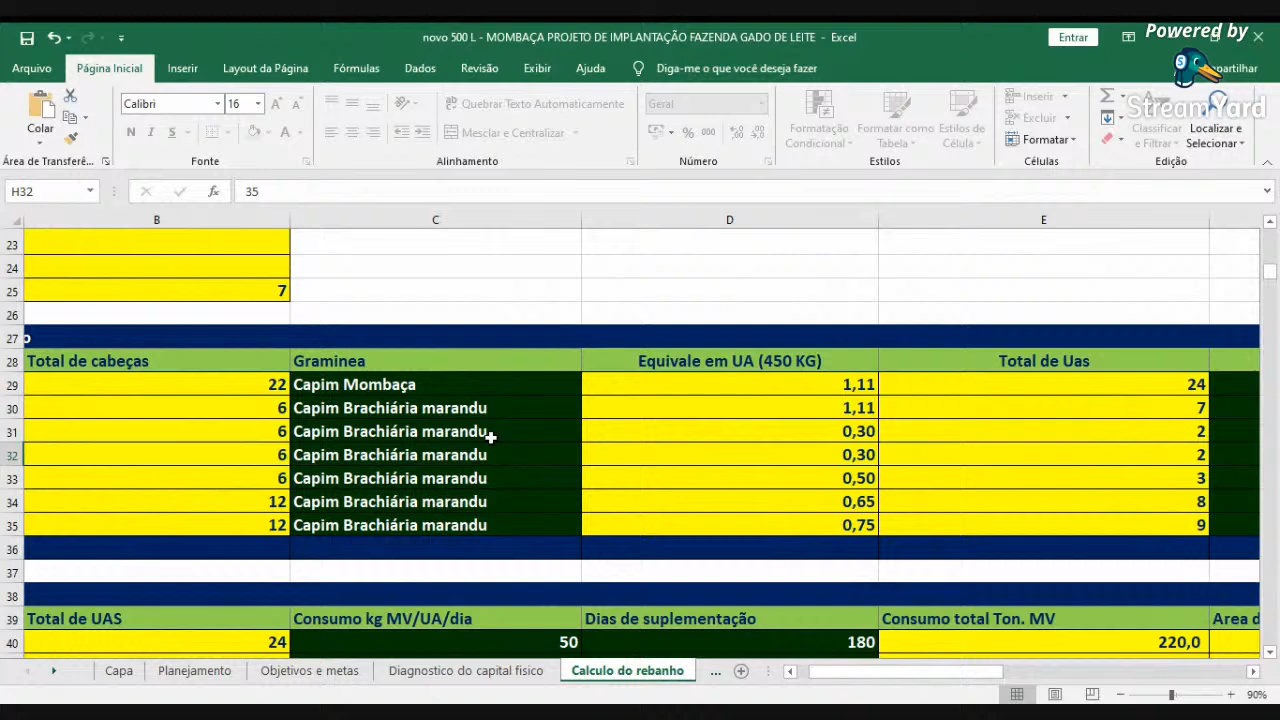 Powered by
StreamYard
novo 500 L - MOMBAÇA PROJETO DE IMPLANTAÇÃO FAZENDA GADO DE LEITE - Excel
Entrar
Arquivo Página Inicial Inserir Layout da Página Fórmulas Dados Revisão Exibir Ajuda Diga-me o que você deseja fazer partilhar
Colar
Calibri 16
N I S
Quebrar Texto Automaticamente
Mesclar e Centralizar
Geral
% 000
Formatação Condicional
Formatar como Tabela
Estilos de Célula
Inserir
Excluir
Formatar
Classificar e Filtrar
Localizar e Selecionar
Área de Transferê... Fonte Alinhamento Número Estilos Células Edição
H32 fx 35
B C D E
23
24
25 7
26
27 o
28 Total de cabeças Graminea Equivale em UA (450 KG) Total de Uas
29 22 Capim Mombaça 1,11 24
30 6 Capim Brachiária marandu 1,11 7
31 6 Capim Brachiária marandu 0,30 2
32 6 Capim Brachiária marandu 0,30 2
33 6 Capim Brachiária marandu 0,50 3
34 12 Capim Brachiária marandu 0,65 8
35 12 Capim Brachiária marandu 0,75 9
36
37
38
39 Total de UAS Consumo kg MV/UA/dia Dias de suplementação Consumo total Ton. MV Area d
40 24 50 180 220,0
Capa Planejamento Objetivos e metas Diagnostico do capital fisico Calculo do rebanho ...
90%